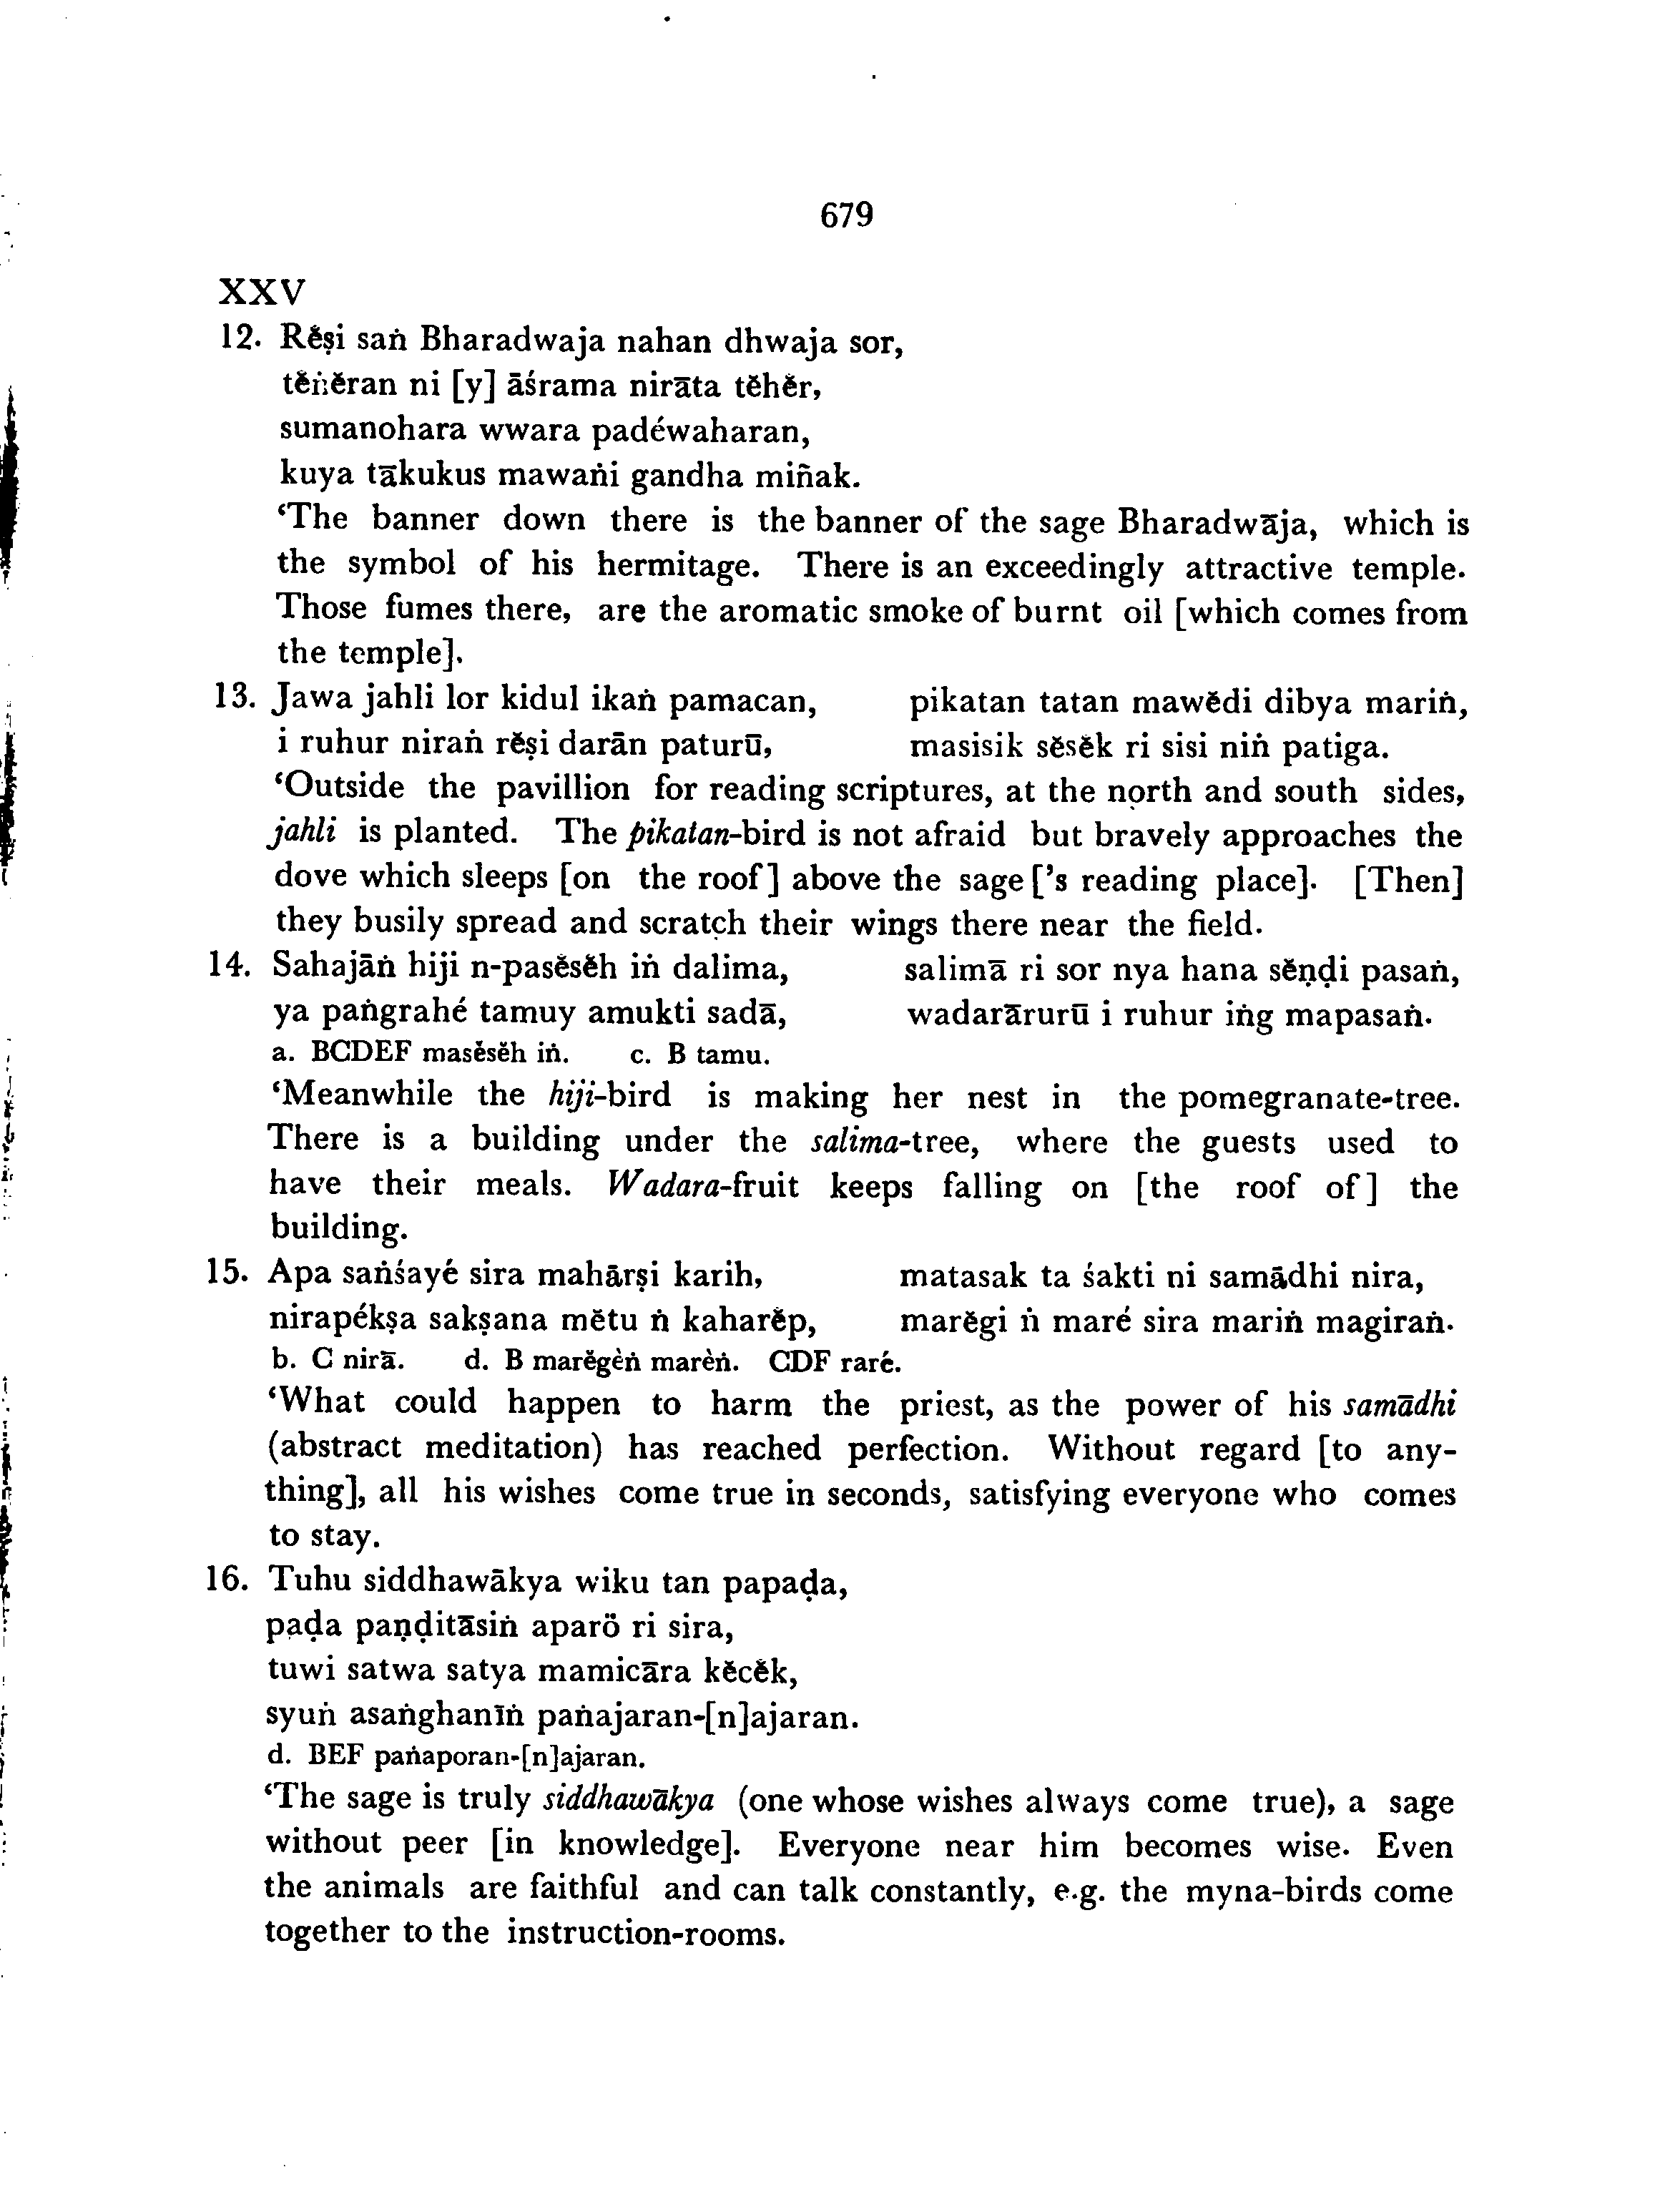 679
XXV
12. Rĕṣi saṅ Bharadwaja nahan dhwaja sor,
tĕṅĕran ni [y] āśrama nirāta tĕhĕr,
sumanohara wwara padéwaharan,
kuya tākukus mawaṅi gandha miñak.
‘The banner down there is the banner of the sage Bharadwāja, which is
the symbol of his hermitage. There is an exceedingly attractive temple.
Those fumes there, are the aromatic smoke of burnt oil [which comes from
the temple].
13. Jawa jahli lor kidul ikaṅ pamacan, pikatan tatan mawĕdi dibya mariṅ,
i ruhur niraṅ rĕṣi darān paturū, masisik sĕsĕk ri sisi niṅ patiga.
‘Outside the pavillion for reading scriptures, at the north and south sides,
jahli is planted. The pikatan-bird is not afraid but bravely approaches the
dove which sleeps [on the roof] above the sage['s reading place]. [Then]
they busily spread and scratch their wings there near the field.
14. Sahajāṅ hiji n-pasĕsĕh iṅ dalima, salimā ri sor nya hana sĕṇḍi pasaṅ,
ya paṅgrahé tamuy amukti sadā, wadarārurū i ruhur iṅg mapasaṅ.
a. BCDEF masĕsĕh iṅ. c. B tamu.
‘Meanwhile the hiji-bird is making her nest in the pomegranate-tree.
There is a building under the salima-tree, where the guests used to
have their meals. Wadara-fruit keeps falling on [the roof of] the
building.
15. Apa saṅśayé sira mahārṣi karih, matasak ta śakti ni samādhi nira,
nirapékṣa sakṣana mĕtu ṅ kaharĕp, marĕgi ṅ maré sira mariṅ magiraṅ.
b. C nirā. d. B marĕgèṅ marèṅ. CDF raré.
‘What could happen to harm the priest, as the power of his samādhi
(abstract meditation) has reached perfection. Without regard [to any-
thing], all his wishes come true in seconds, satisfying everyone who comes
to stay.
16. Tuhu siddhawākya wiku tan papaḍa,
paḍa paṇḍitāsiṅ aparö ri sira,
tuwi satwa satya mamicāra kĕcĕk,
syuṅ asaṅghanīṅ paṅajaran-[n]ajaran.
d. BEF paṅaporan-[n]ajaran.
‘The sage is truly siddhawākya (one whose wishes always come true), a sage
without peer [in knowledge]. Everyone near him becomes wise. Even
the animals are faithful and can talk constantly, e.g. the myna-birds come
together to the instruction-rooms.